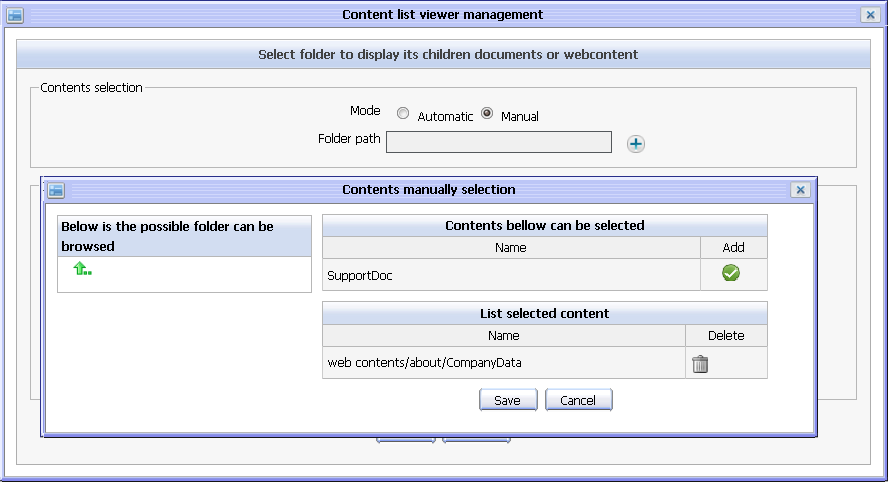 Content list viewer management
Select folder to display its children documents or webcontent
Contents selection
Mode Automatic Manual
Folder path
Contents manually selection
Below is the possible folder can be
browsed
Contents bellow can be selected
Name Add
SupportDoc
List selected content
Name Delete
web contents/about/CompanyData
Save Cancel